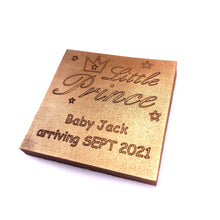 Little
Prince
Baby Jack
arriving SEPT 2021